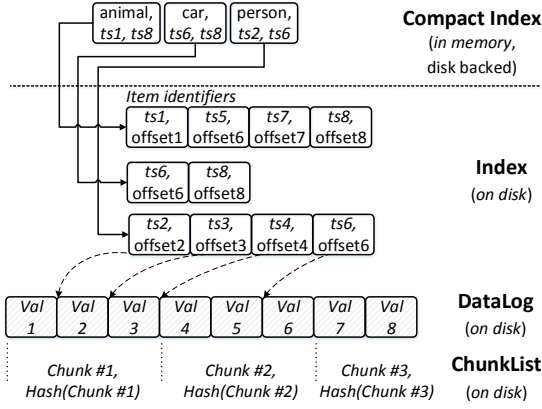 animal, car, person,
ts1, ts8 ts6, ts8 ts2, ts6
Compact Index
(in memory,
disk backed)
Item identifiers
ts1, ts5, ts7, ts8,
offset1 offset6 offset7 offset8
ts6, ts8,
offset6 offset8
Index
(on disk)
ts2, ts3, ts4, ts6,
offset2 offset3 offset4 offset6
Val Val Val Val Val Val Val Val
1 2 3 4 5 6 7 8
DataLog
(on disk)
Chunk #1, Chunk #2, Chunk #3,
Hash(Chunk #1) Hash(Chunk #2) Hash(Chunk #3)
ChunkList
(on disk)